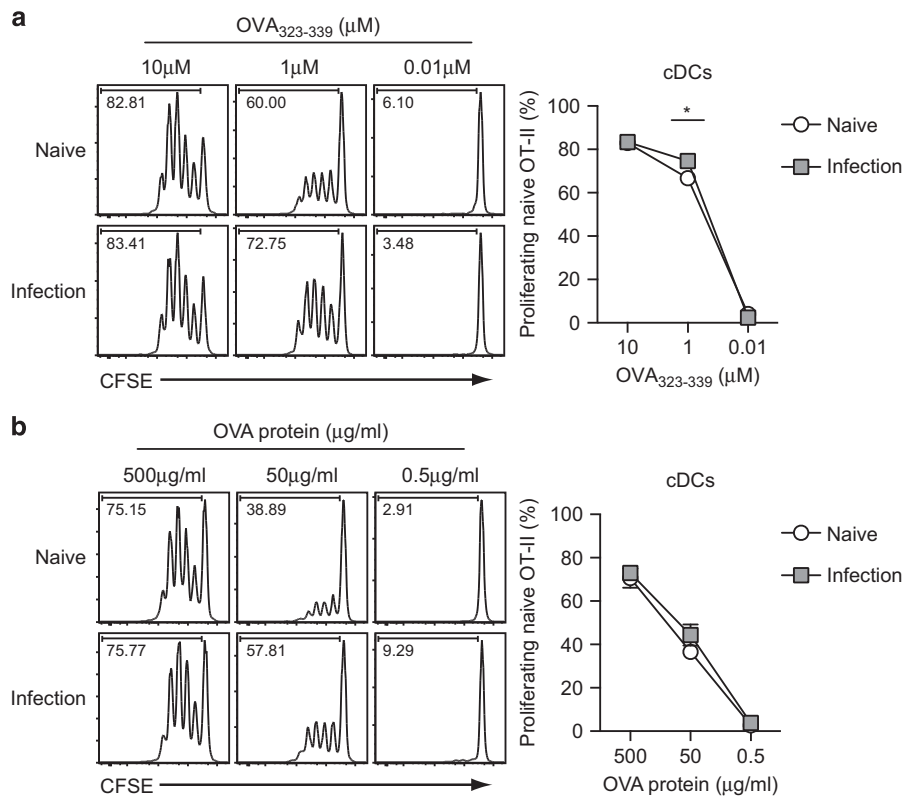 a
OVA323-339 (μM)
10μM 1μM 0.01μM
Naive
82.81 60.00 6.10
Infection
83.41 72.75 3.48
CFSE
cDCs
Proliferating naive OT-II (%)
100
80
60
40
20
0
*
10 1 0.01
OVA323-339 (μM)
Naive
Infection
b
OVA protein (μg/ml)
500μg/ml 50μg/ml 0.5μg/ml
Naive
75.15 38.89 2.91
Infection
75.77 57.81 9.29
CFSE
cDCs
Proliferating naive OT-II (%)
100
80
60
40
20
0
500 50 0.5
OVA protein (μg/ml)
Naive
Infection